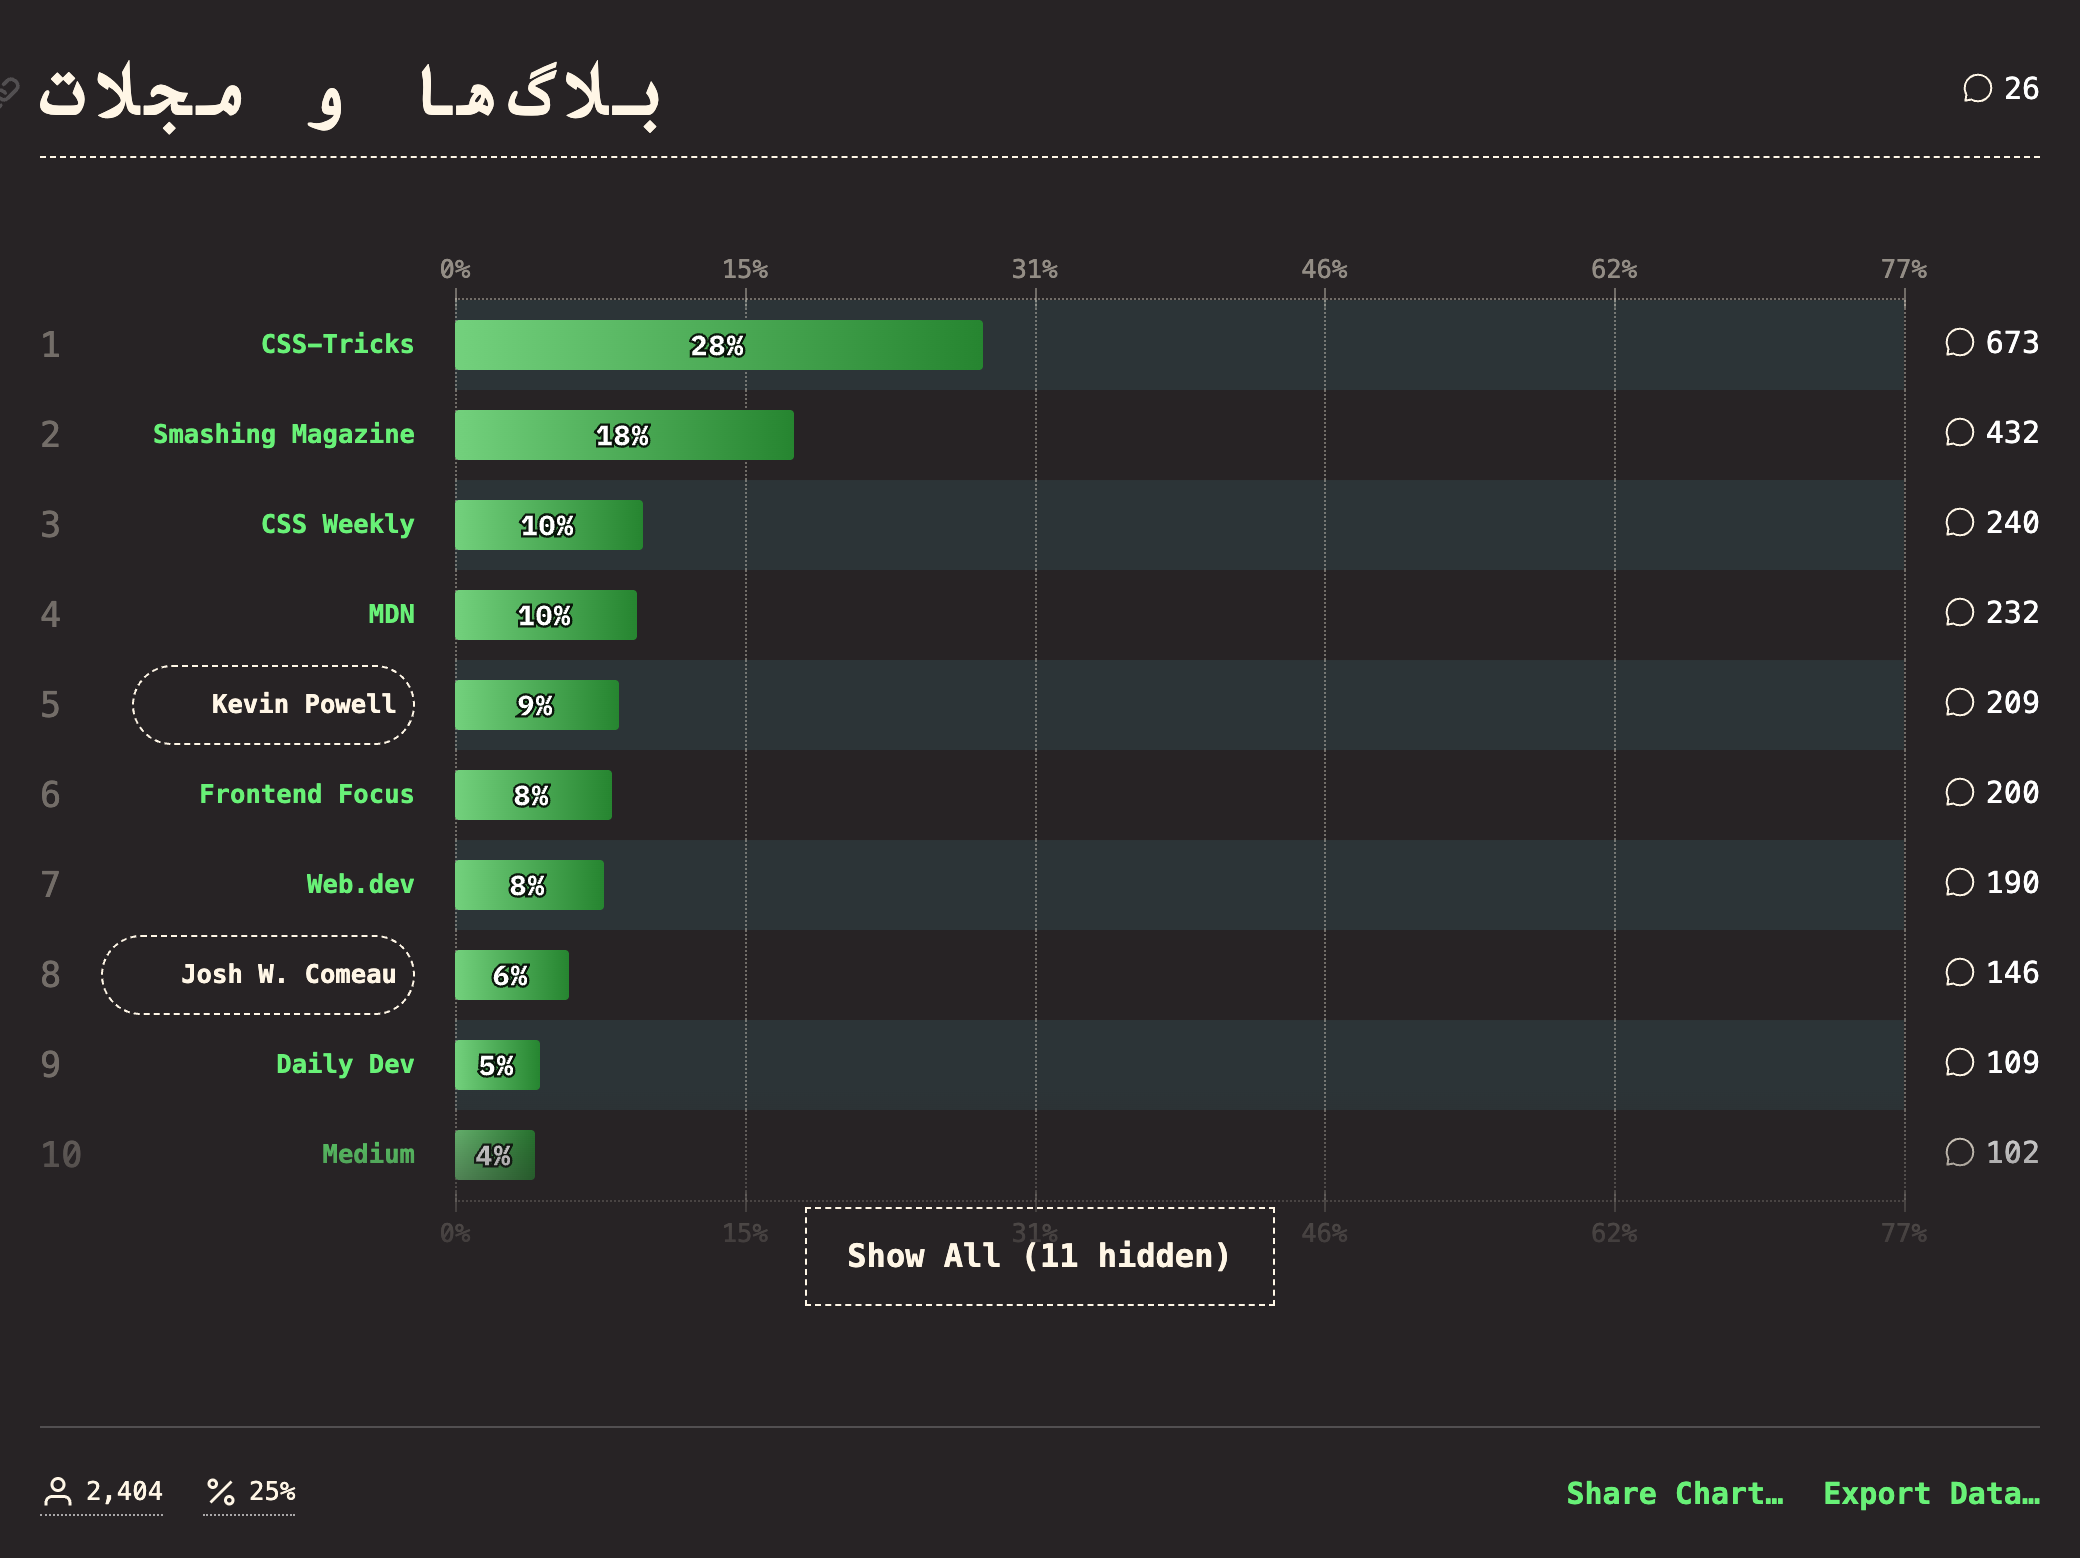 بلاگ‌ها و مجلات
26
0% 15% 31% 46% 62% 77%
1 CSS-Tricks 28% 673
2 Smashing Magazine 18% 432
3 CSS Weekly 10% 240
4 MDN 10% 232
5 Kevin Powell 9% 209
6 Frontend Focus 8% 200
7 Web.dev 8% 190
8 Josh W. Comeau 6% 146
9 Daily Dev 5% 109
10 Medium 4% 102
0% 15% 31% 46% 62% 77%
Show All (11 hidden)
2,404 25% Share Chart… Export Data…